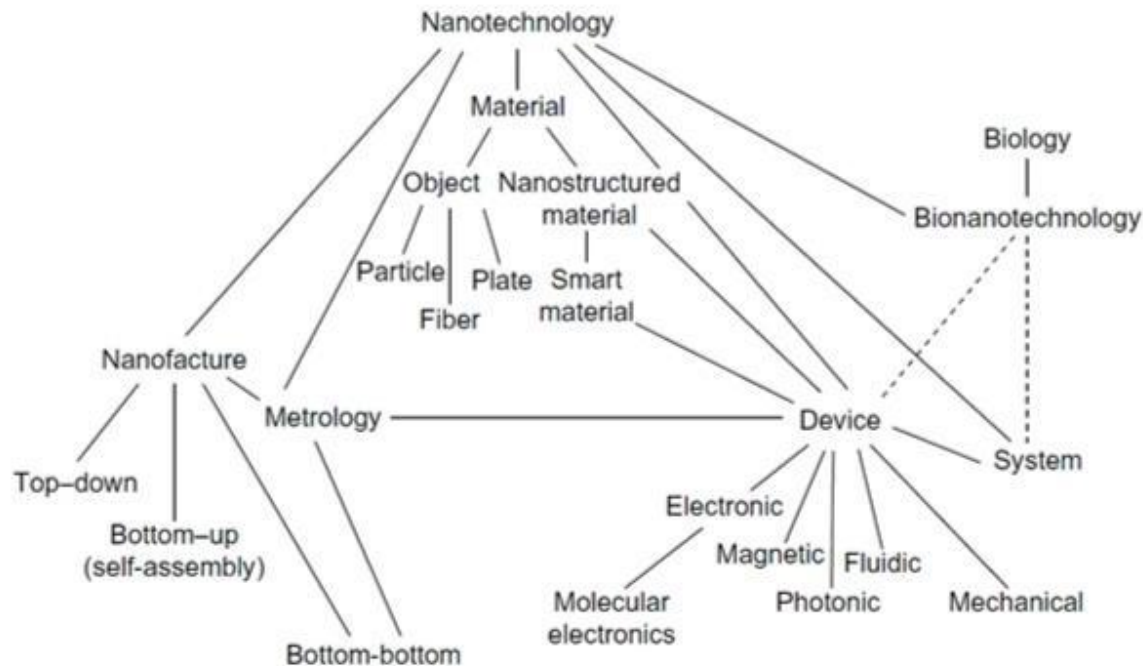 Nanotechnology
Material
Biology
Object
Nanostructured
material
Bionanotechnology
Particle
Plate
Smart
material
Fiber
Nanofacture
Metrology
Device
System
Top–down
Electronic
Bottom–up
(self-assembly)
Magnetic
Fluidic
Molecular
electronics
Photonic
Mechanical
Bottom-bottom